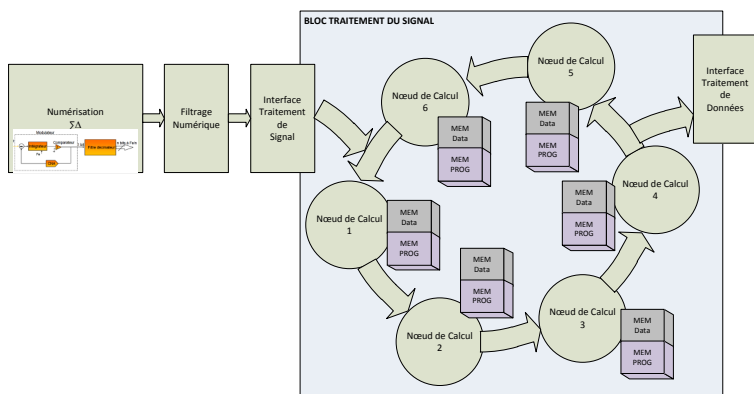 BLOC TRAITEMENT DU SIGNAL
Numérisation
ΣΔ
Modulateur
Intégrateur
Comparateur
Filtrage
Numérique
Interface
Traitement
de
Signal
Nœud de Calcul
6
MEM
Data
MEM
PROG
Nœud de Calcul
5
MEM
Data
MEM
PROG
Interface
Traitement
de
Données
Nœud de Calcul
4
MEM
Data
MEM
PROG
Nœud de Calcul
1
MEM
Data
MEM
PROG
Nœud de Calcul
2
MEM
Data
MEM
PROG
Nœud de Calcul
3
MEM
Data
MEM
PROG